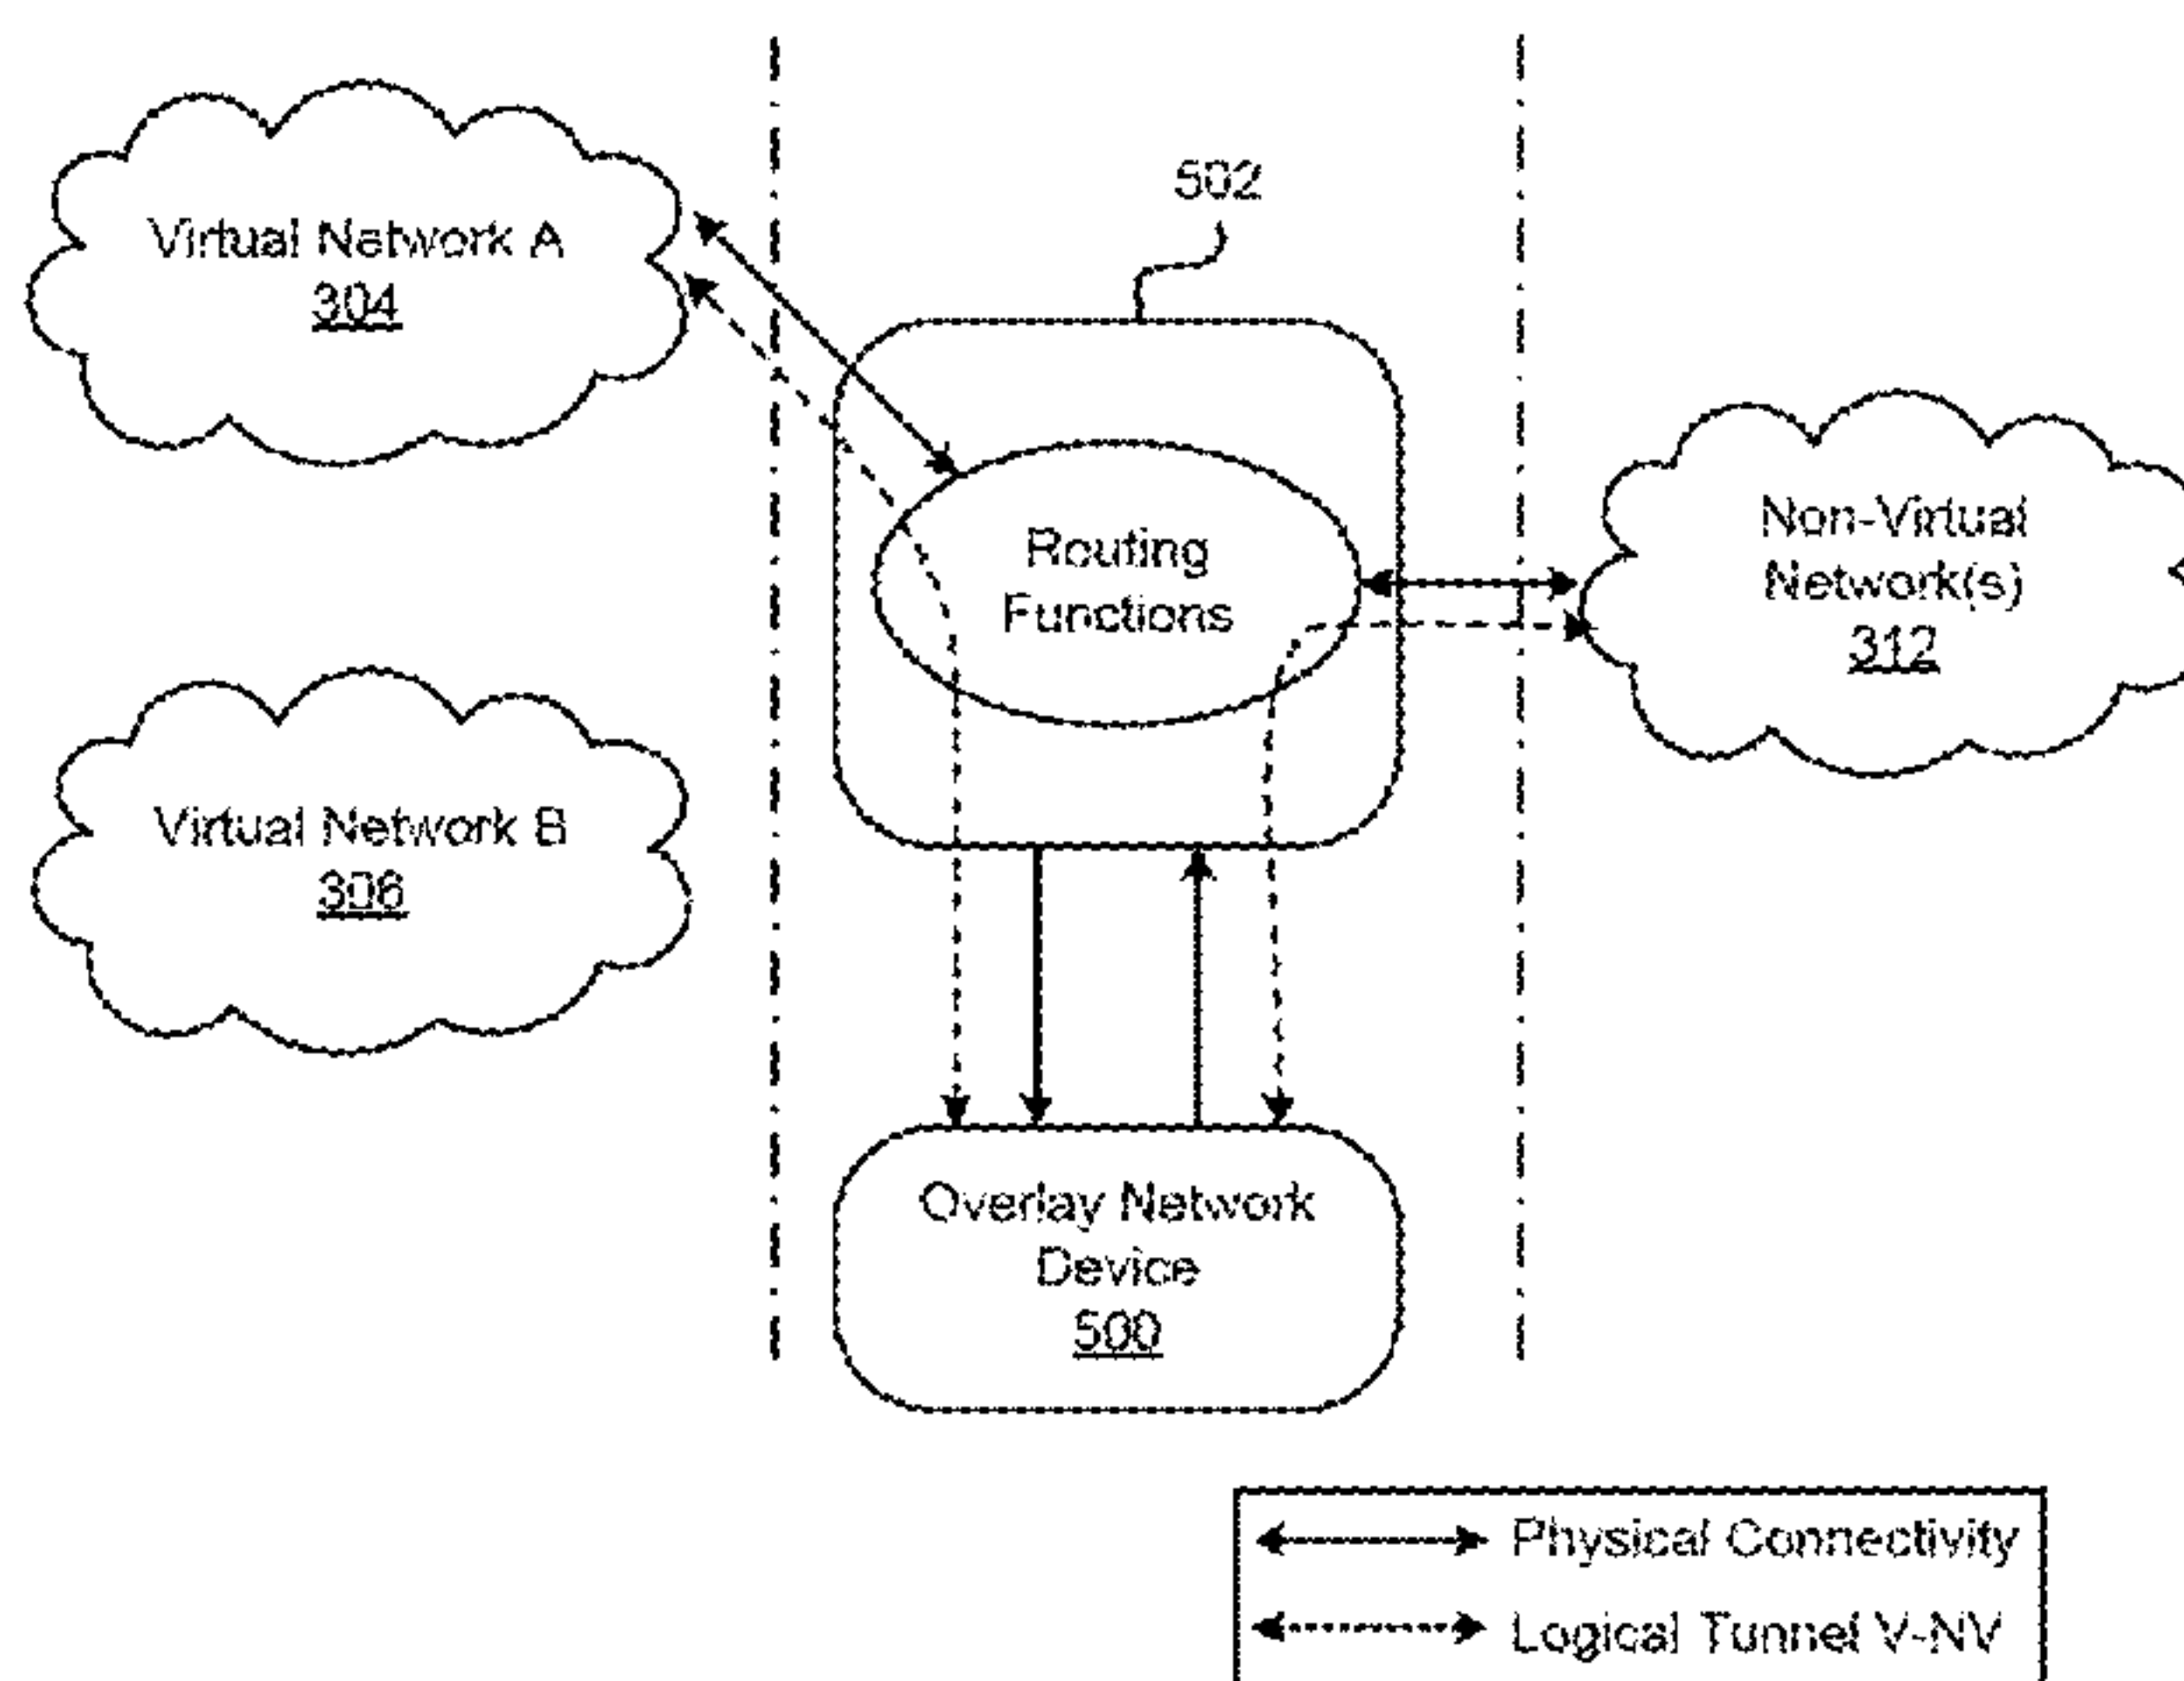 502
Virtual Network A
304
Routing
Functions
Non-Virtual
Network(s)
312
Virtual Network B
306
Overlay Network
Device
500
Physical Connectivity
Logical Tunnel V-NV